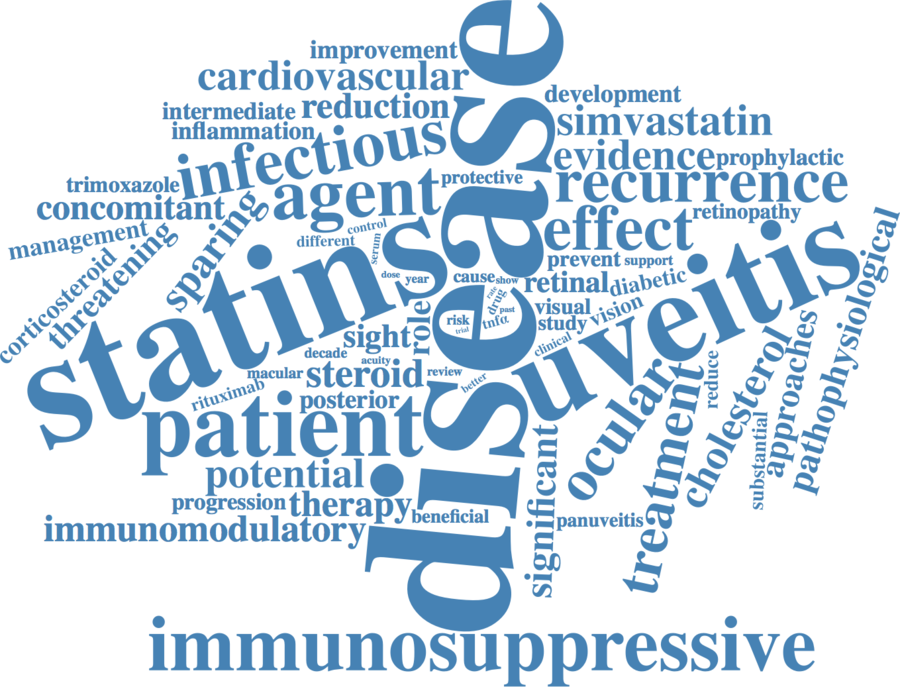 improvement
cardiovascular
intermediate
reduction
inflammation
infectious
disease
development
simvastatin
evidence
prophylactic
trimoxazole
concomitant
agent
protective
recurrence
management
threatening
sparing
corticosteroid
statins
different
control
serum
dose
year
effect
retinopathy
prevent
support
cause
show
retinal
diabetic
uveitis
pathophysiological
rate
drug
past
risk
trial
tnfα
visual
vision
study
clinical
sight
role
decade
acuity
macular
steroid
review
better
rituximab
posterior
patient
ocular
treatment
reduce
cholesterol
approaches
substantial
potential
progression
therapy
beneficial
significant
panuveitis
immunomodulatory
immunosuppressive